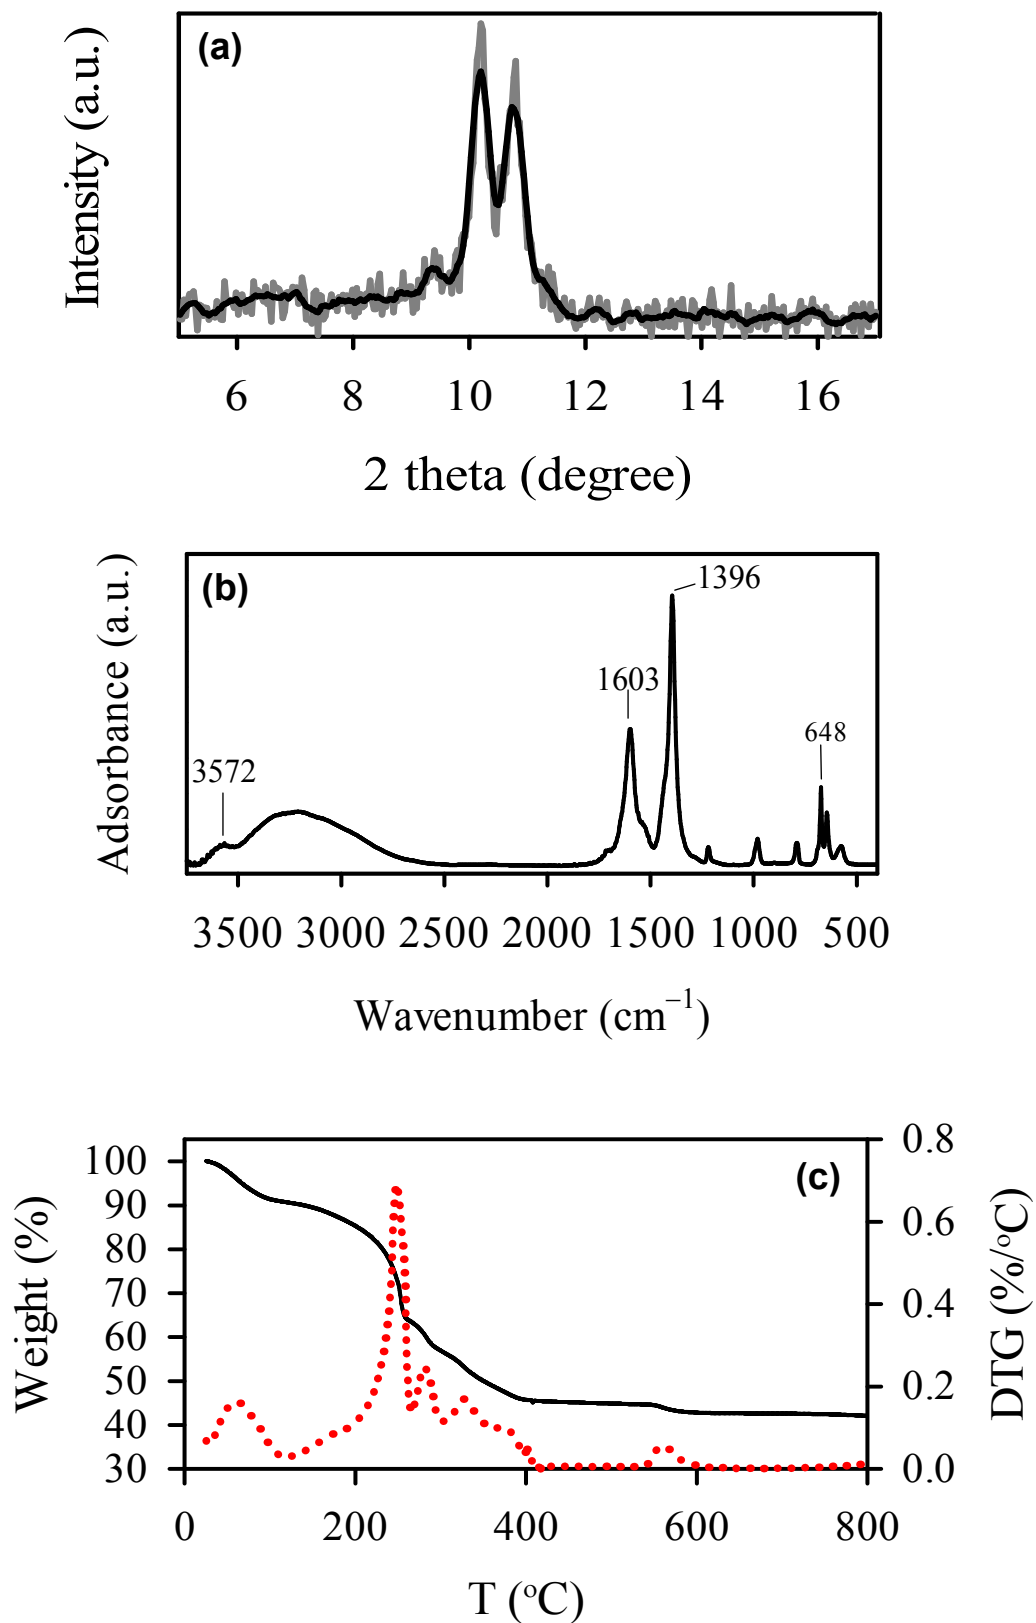 (a)
Intensity (a.u.)
6 8 10 12 14 16
2 theta (degree)
(b)
1396
1603
648
3572
Adsorbance (a.u.)
3500 3000 2500 2000 1500 1000 500
Wavenumber (cm⁻¹)
(c)
100
90
80
70
60
50
40
30
Weight (%)
0.8
0.6
0.4
0.2
0.0
DTG (%/°C)
0 200 400 600 800
T (°C)